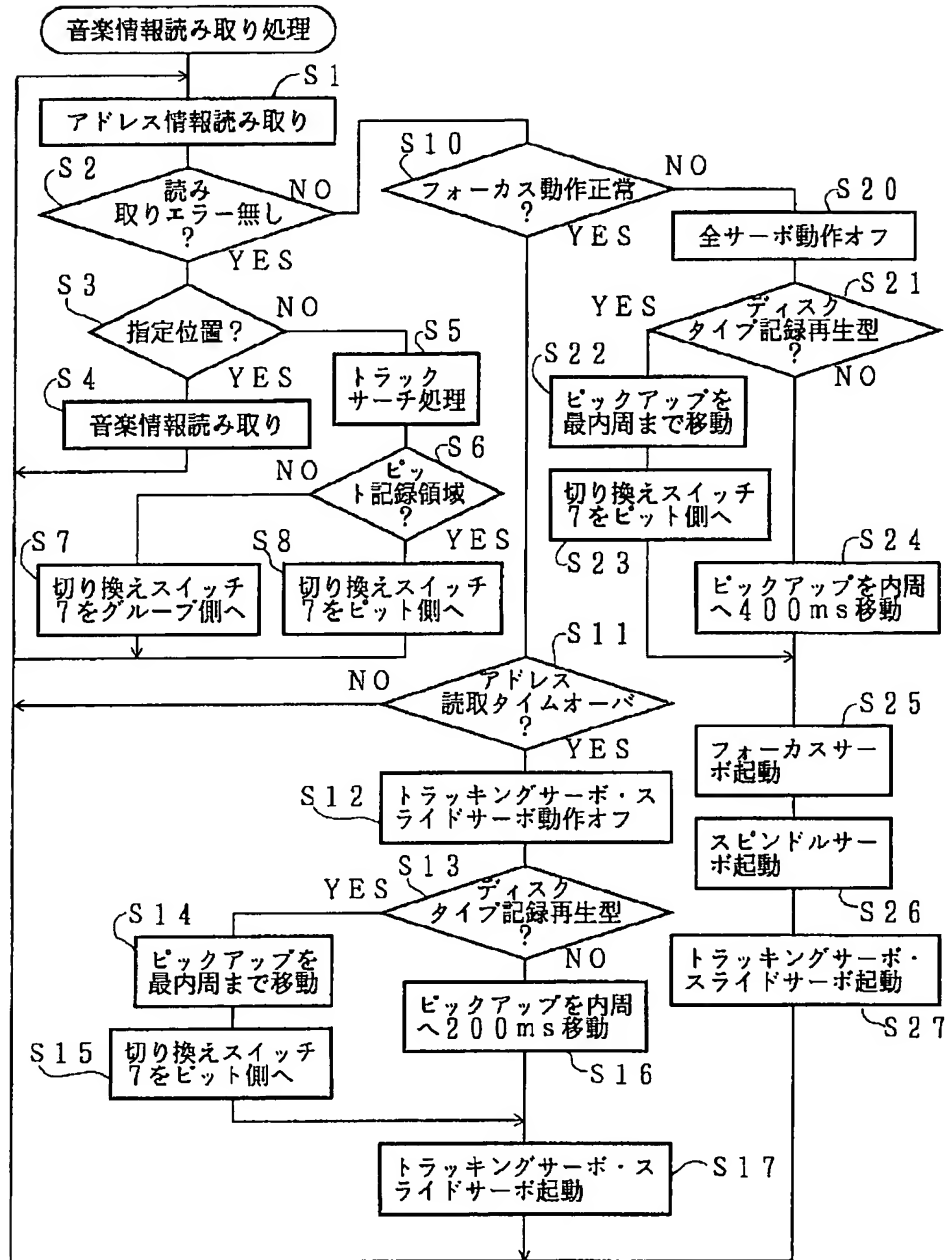 音楽情報読み取り処理
S1
アドレス情報読み取り
S2
読み
取りエラー無し
?
NO
YES
S3
指定位置?
NO
YES
S4
音楽情報読み取り
S5
トラック
サーチ処理
S6
ピッ
ト記録領域
?
NO
YES
S7
切り換えスイッチ
7をグルーブ側へ
S8
切り換えスイッチ
7をピット側へ
S10
フォーカス動作正常
?
NO
YES
S20
全サーボ動作オフ
S21
ディスク
タイプ記録再生型
?
YES
NO
S22
ピックアップを
最内周まで移動
切り換えスイッチ
7をピット側へ
S23
S24
ピックアップを内周
へ400ms移動
S11
アドレス
読取タイムオーバ
?
NO
YES
S12
トラッキングサーボ・ス
ライドサーボ動作オフ
S13
ディスク
タイプ記録再生型
?
YES
NO
S14
ピックアップを
最内周まで移動
S15
切り換えスイッチ
7をピット側へ
ピックアップを内周
へ200ms移動
S16
トラッキングサーボ・ス
ライドサーボ起動
S17
S25
フォーカスサー
ボ起動
スピンドルサー
ボ起動
S26
トラッキングサーボ・
スライドサーボ起動
S27